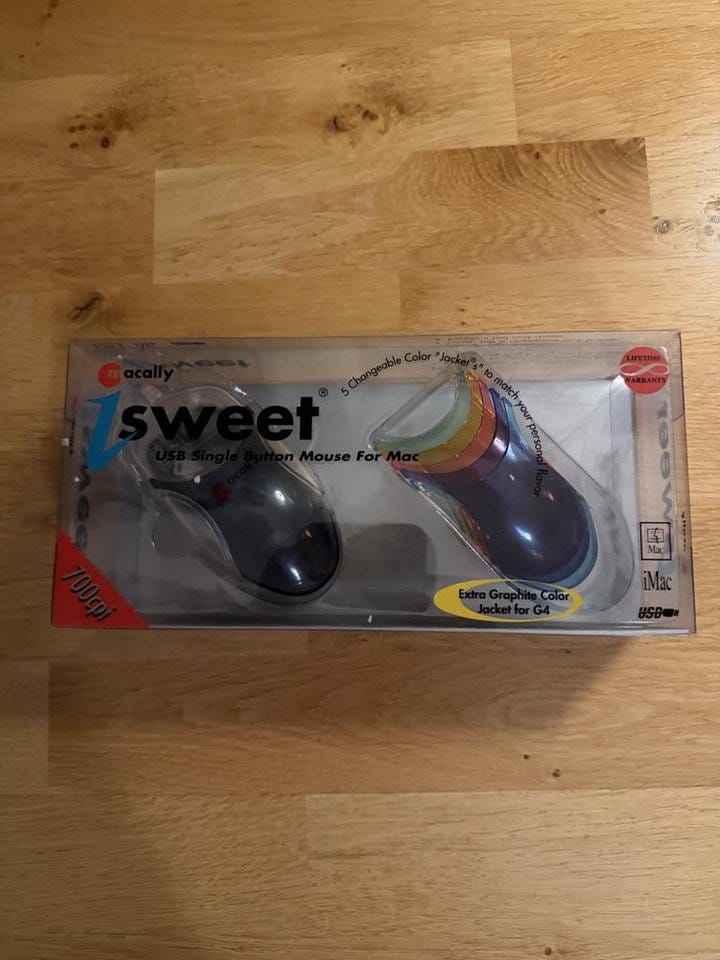 macally
isweet®
USB Single Button Mouse For Mac
5 Changeable Color "Jacket's" to match your personal flavor
LIFETIME
WARRANTY
macally
700cpi
Extra Graphite Color
Jacket for G4
Mac
iMac
USB